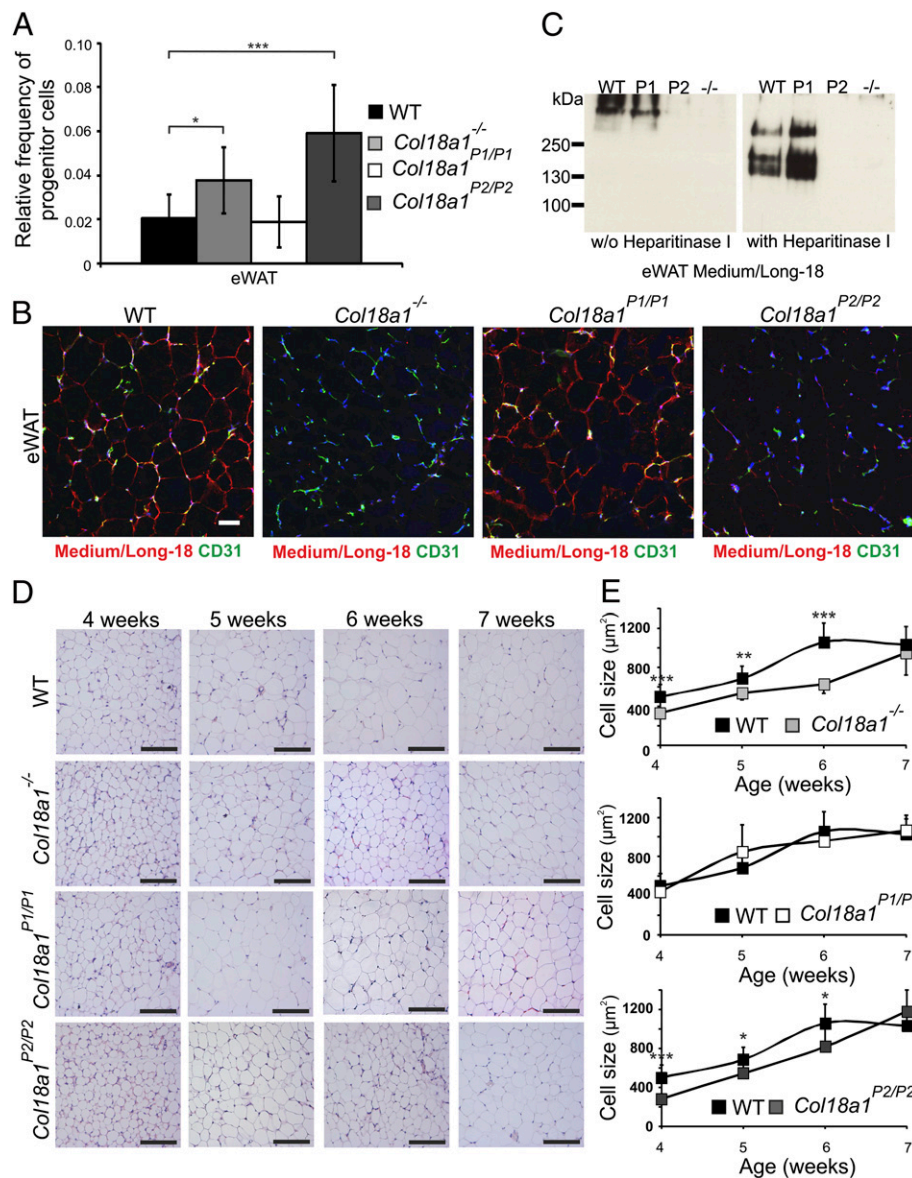 A
Relative frequency of
progenitor cells
0.10
0.08
0.06
0.04
0.02
0
***
*
WT
Col18a1-/-
Col18a1P1/P1
Col18a1P2/P2
eWAT
C
WT P1 P2 -/- WT P1 P2 -/-
kDa
250
130
100
w/o Heparitinase I with Heparitinase I
eWAT Medium/Long-18
B
WT Col18a1-/- Col18a1P1/P1 Col18a1P2/P2
eWAT
Medium/Long-18 CD31 Medium/Long-18 CD31 Medium/Long-18 CD31 Medium/Long-18 CD31
D
4 weeks 5 weeks 6 weeks 7 weeks
WT
Col18a1-/-
Col18a1P1/P1
Col18a1P2/P2
E
Cell size (µm²)
1200
800
400
0
***
**
***
WT Col18a1-/-
4 5 6 7
Age (weeks)
Cell size (µm²)
1200
800
400
0
WT Col18a1P1/P
4 5 6 7
Age (weeks)
Cell size (µm²)
1200
800
400
0
***
*
*
WT Col18a1P2/P2
4 5 6 7
Age (weeks)